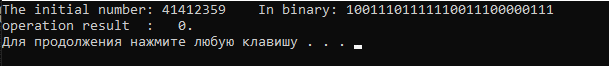 The initial number: 41412359    In binary: 10011101111110011100000111
operation result  :   0.
Для продолжения нажмите любую клавишу . . .